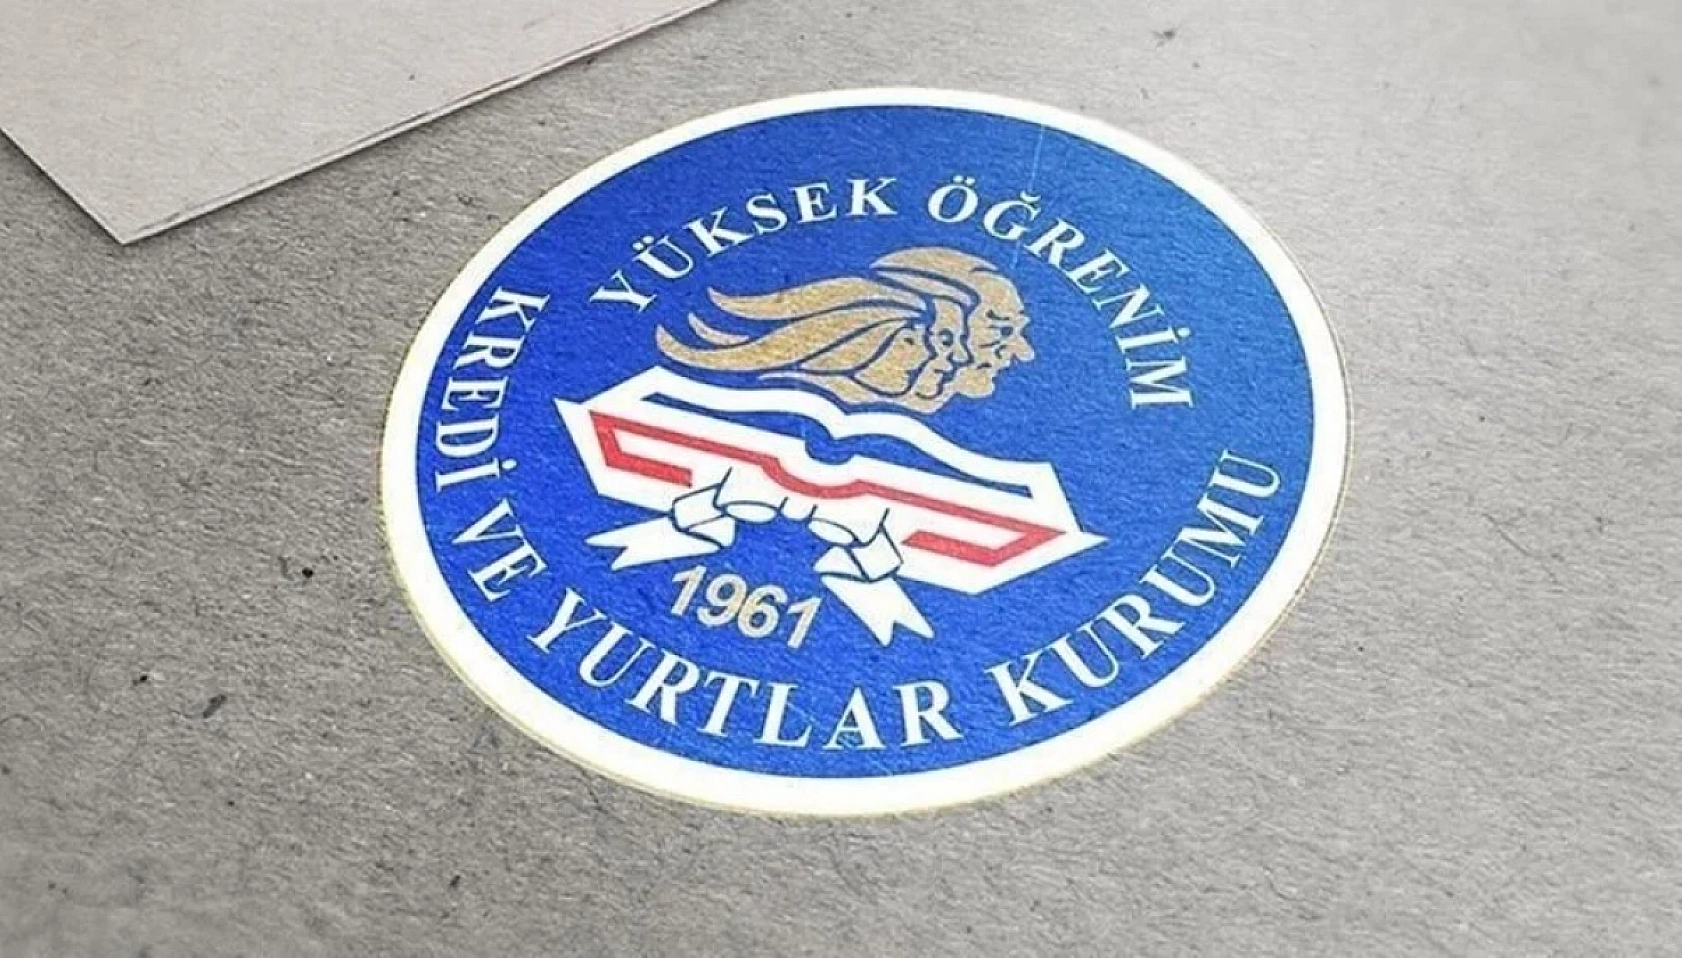 YÜKSEK ÖĞRENİM
KREDİ VE YURTLAR KURUMU
1961